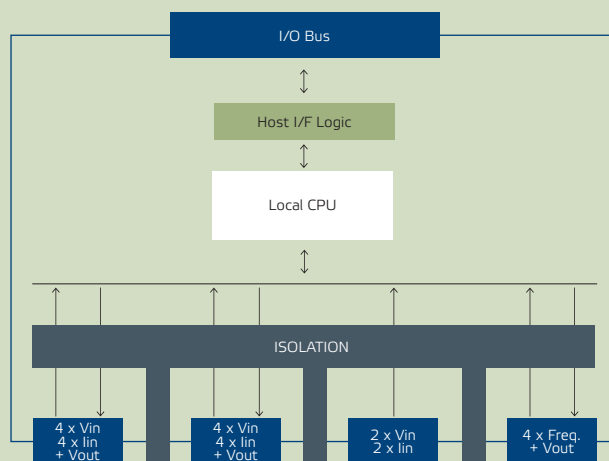 I/O Bus
Host I/F Logic
Local CPU
ISOLATION
4 x Vin
4 x Iin
+ Vout
4 x Vin
4 x Iin
+ Vout
2 x Vin
2 x Iin
4 x Freq.
+ Vout